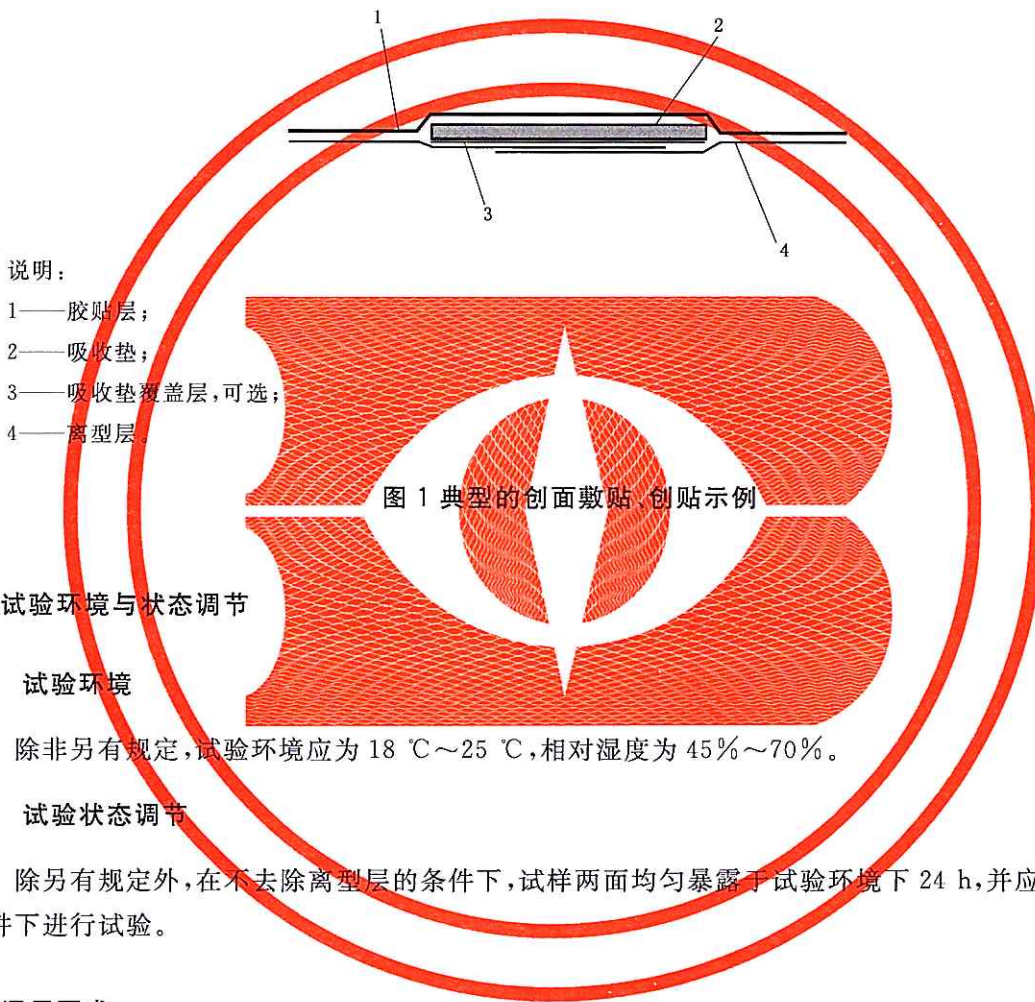 1
2
3
4
说明:
1——胶贴层;
2——吸收垫;
3——吸收垫覆盖层,可选;
4——离型层。
图 1 典型的创面敷贴、创贴示例
试验环境与状态调节
试验环境
除非另有规定,试验环境应为 18 ℃~25 ℃,相对湿度为 45%~70%。
试验状态调节
除另有规定外,在不去除离型层的条件下,试样两面均匀暴露于试验环境下 24 h,并应
件下进行试验。